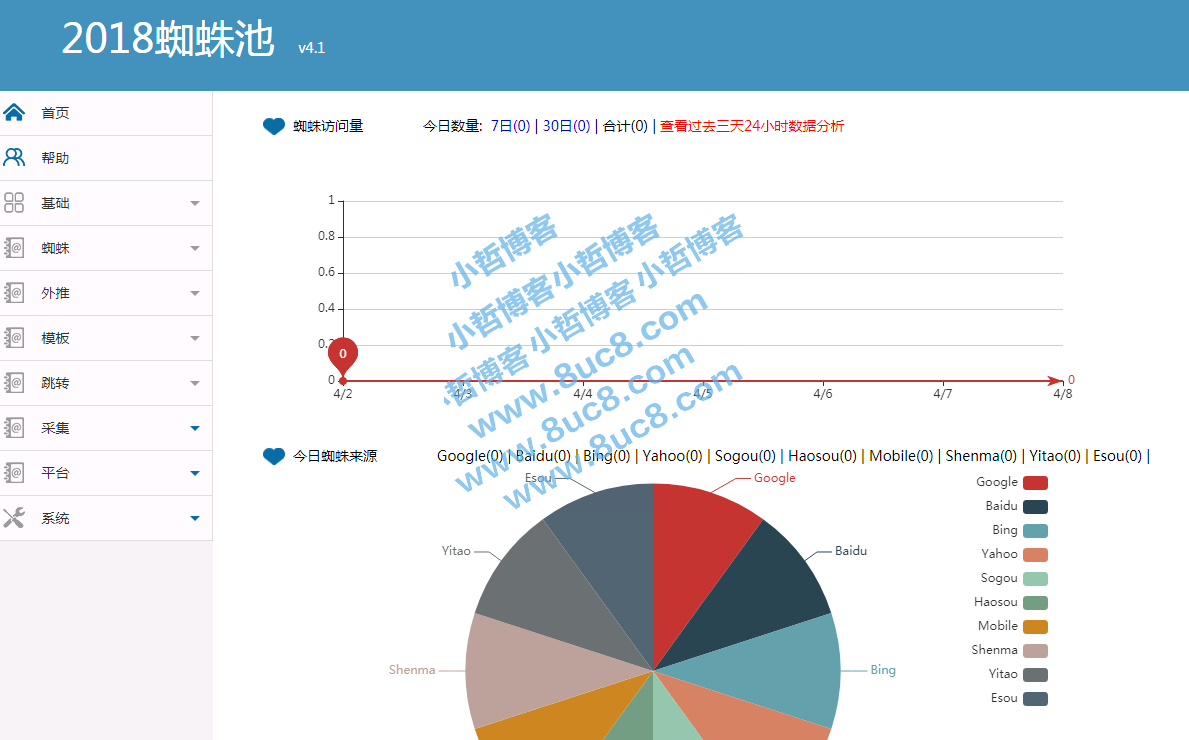 2018蜘蛛池 v4.1
首页
帮助
基础
蜘蛛
外推
模板
跳转
采集
平台
系统
蜘蛛访问量 今日数量: 7日(0) | 30日(0) | 合计(0) | 查看过去三天24小时数据分析
1
0.8
0.6
0.4
0.2
0
0
0
4/2 4/3 4/4 4/5 4/6 4/7 4/8
小哲博客
小哲博客小哲博客
哲博客小哲博客小哲博客
www.8uc8.com
www.8uc8.com
www.8uc8.com
今日蜘蛛来源 Google(0) | Baidu(0) | Bing(0) | Yahoo(0) | Sogou(0) | Haosou(0) | Mobile(0) | Shenma(0) | Yitao(0) | Esou(0) |
Esou
Google
Yitao
Baidu
Shenma
Bing
Google
Baidu
Bing
Yahoo
Sogou
Haosou
Mobile
Shenma
Yitao
Esou